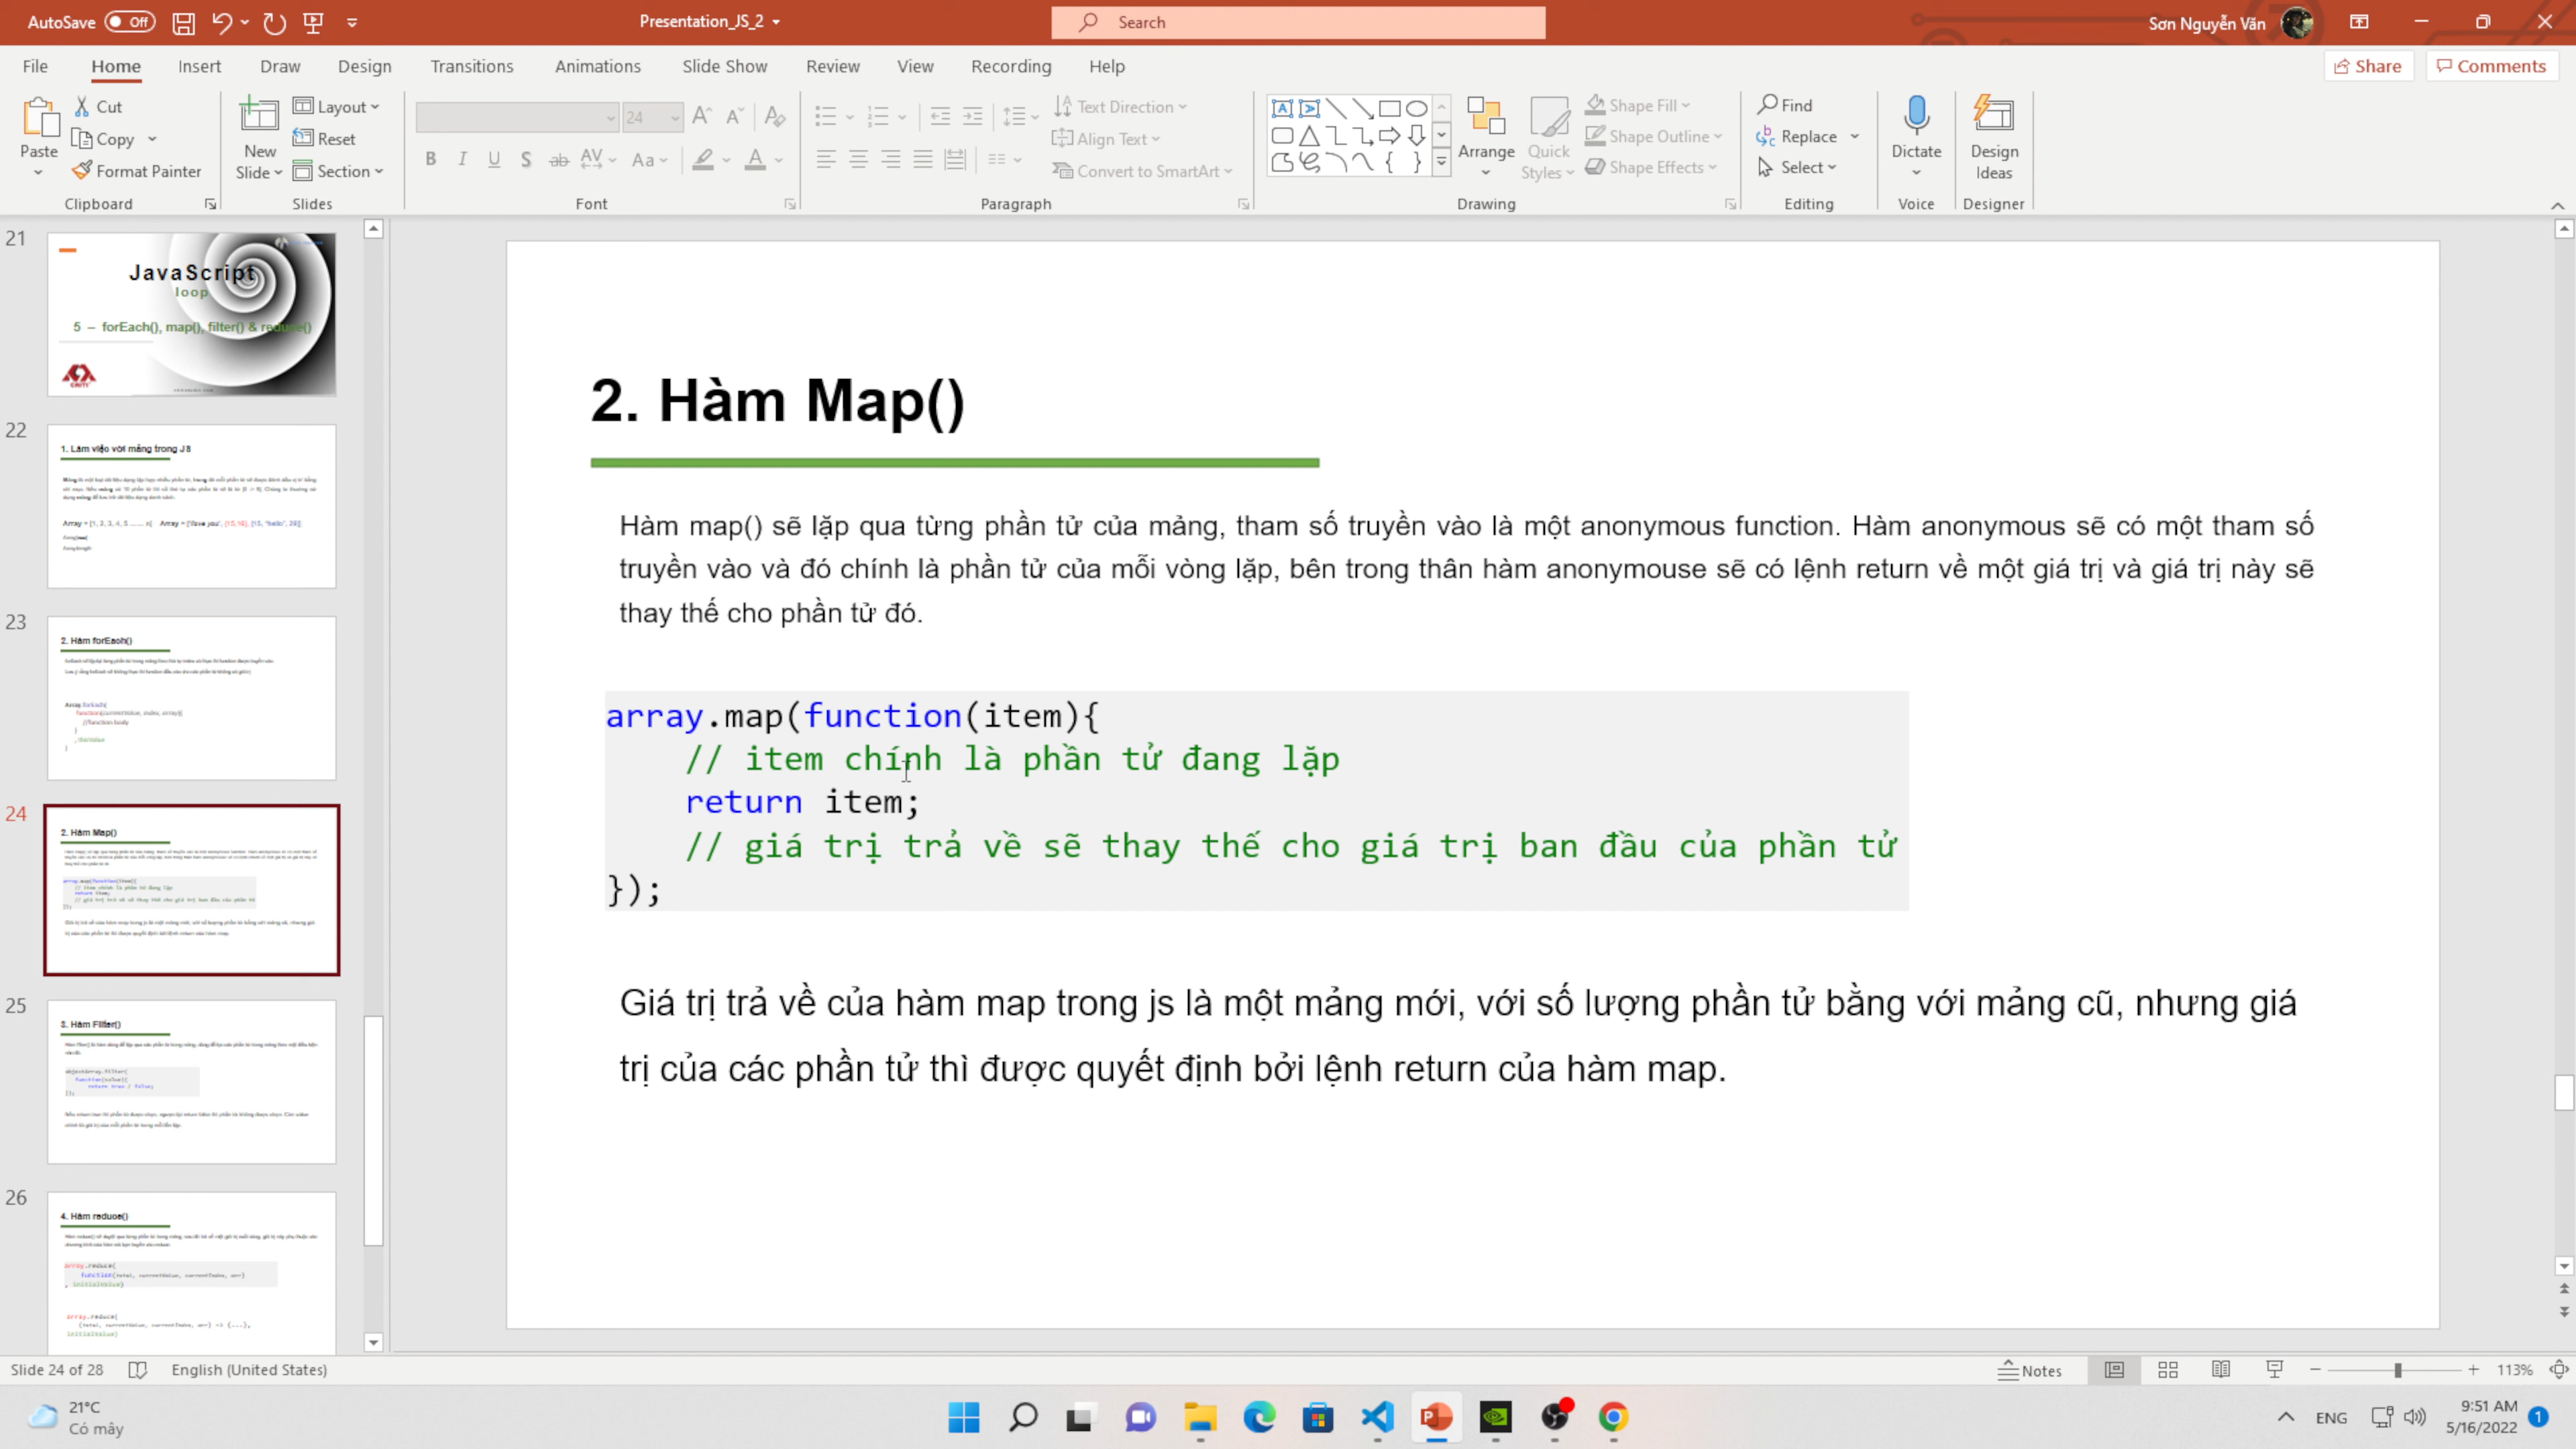 AutoSave Off
Presentation_JS_2
Search
Sơn Nguyễn Văn
File Home Insert Draw Design Transitions Animations Slide Show Review View Recording Help
Share Comments
Paste
Cut
Copy
Format Painter
Clipboard
New
Slide
Layout
Reset
Section
Slides
24
B I U S ab AV Aa A
Font
Text Direction
Align Text
Convert to SmartArt
Paragraph
Arrange
Quick
Styles
Shape Fill
Shape Outline
Shape Effects
Drawing
Find
Replace
Select
Editing
Dictate
Voice
Design
Ideas
Designer
21
JavaScript
loop
5 – forEach(), map(), filter() & reduce()
22
1. Làm việc với mảng trong JS
23
2. Hàm forEach()
24
2. Hàm Map()
25
3. Hàm Filter()
26
4. Hàm reduce()
2. Hàm Map()
Hàm map() sẽ lặp qua từng phần tử của mảng, tham số truyền vào là một anonymous function. Hàm anonymous sẽ có một tham số
truyền vào và đó chính là phần tử của mỗi vòng lặp, bên trong thân hàm anonymouse sẽ có lệnh return về một giá trị và giá trị này sẽ
thay thế cho phần tử đó.
array.map(function(item){
// item chính là phần tử đang lặp
return item;
// giá trị trả về sẽ thay thế cho giá trị ban đầu của phần tử
});
Giá trị trả về của hàm map trong js là một mảng mới, với số lượng phần tử bằng với mảng cũ, nhưng giá
trị của các phần tử thì được quyết định bởi lệnh return của hàm map.
Slide 24 of 28 English (United States)
Notes
113%
21°C
Có mây
ENG
9:51 AM
5/16/2022
1